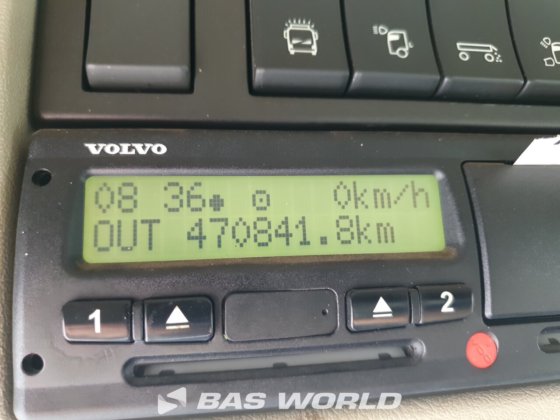 VOLVO
08 36 0km/h
OUT 470841.8km
1 2
BAS WORLD